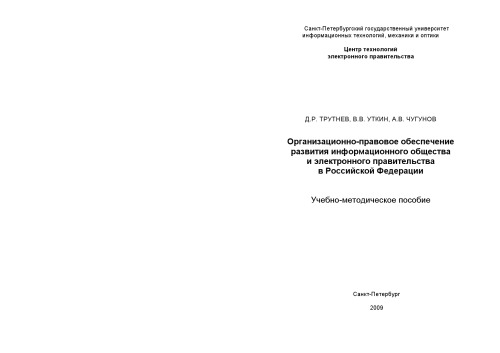 Санкт-Петербургский государственный университет
информационных технологий, механики и оптики
Центр технологий
электронного правительства
Д.Р. ТРУТНЕВ, В.В. УТКИН, А.В. ЧУГУНОВ
Организационно-правовое обеспечение
развития информационного общества
и электронного правительства
в Российской Федерации
Учебно-методическое пособие
Санкт-Петербург
2009